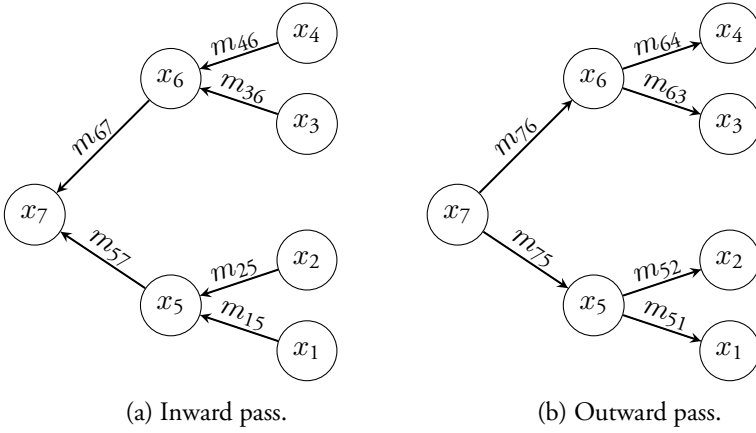 x4
m46
x6
m36
x3
m67
x7
m57
x2
m25
x5
m15
x1
(a) Inward pass.
x4
m64
x6
m63
x3
m76
x7
m75
x2
m52
x5
m51
x1
(b) Outward pass.